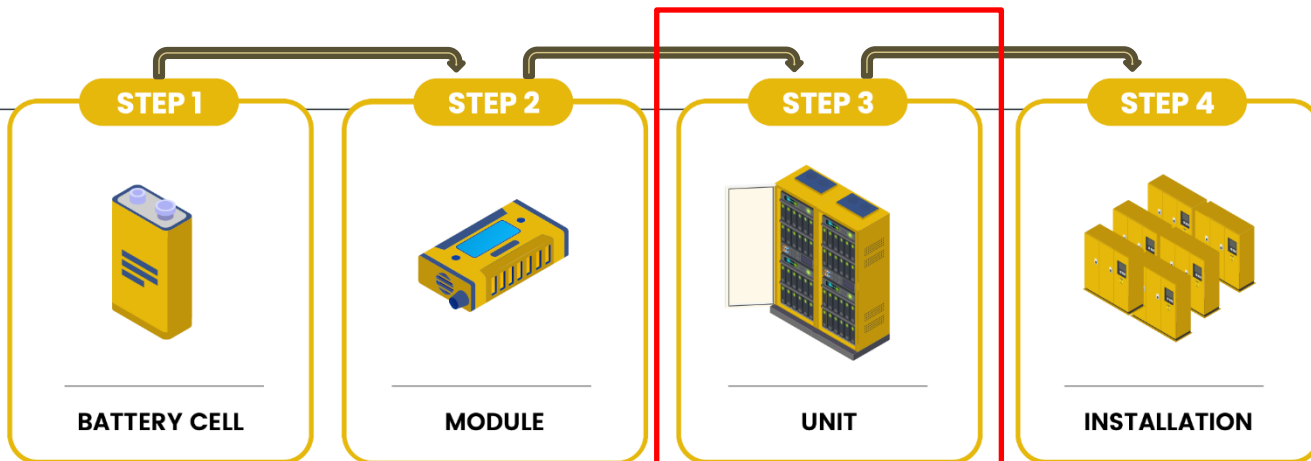 STEP 1
STEP 2
STEP 3
STEP 4
BATTERY CELL
MODULE
UNIT
INSTALLATION